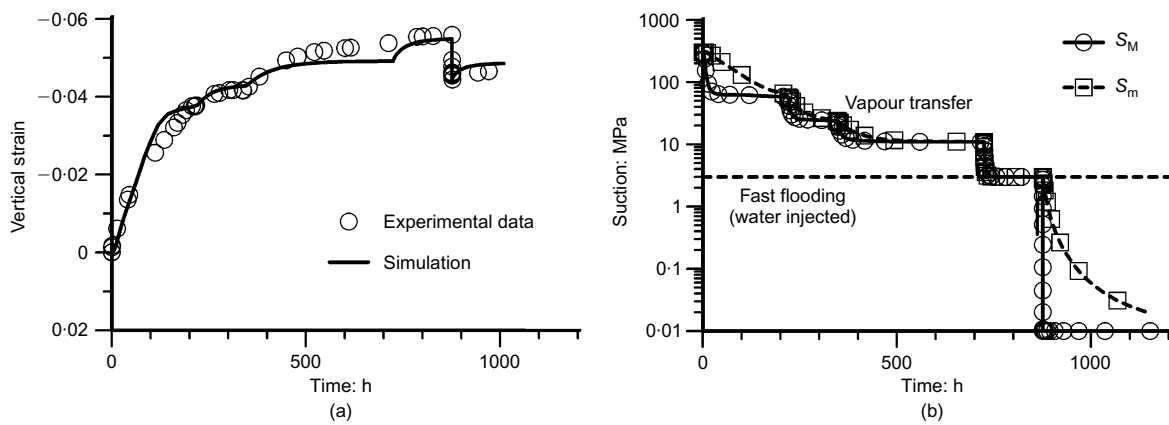 −0·06
−0·04
−0·02
0
0·02
Vertical strain
Experimental data
Simulation
0
500
1000
Time: h
(a)
1000
100
10
1
0·1
0·01
Suction: MPa
S_M
S_m
Vapour transfer
Fast flooding
(water injected)
0
500
1000
Time: h
(b)